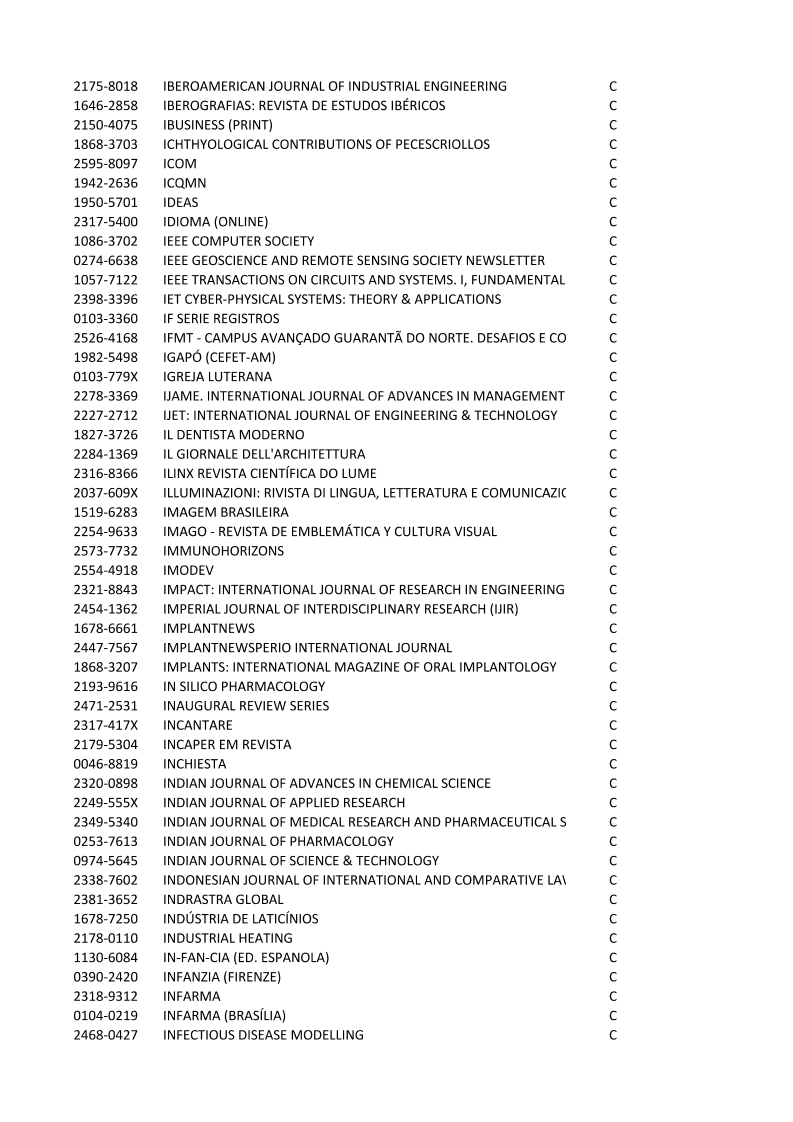 2175-8018 IBEROAMERICAN JOURNAL OF INDUSTRIAL ENGINEERING C
1646-2858 IBEROGRAFIAS: REVISTA DE ESTUDOS IBÉRICOS C
2150-4075 IBUSINESS (PRINT) C
1868-3703 ICHTHYOLOGICAL CONTRIBUTIONS OF PECESCRIOLLOS C
2595-8097 ICOM C
1942-2636 ICQMN C
1950-5701 IDEAS C
2317-5400 IDIOMA (ONLINE) C
1086-3702 IEEE COMPUTER SOCIETY C
0274-6638 IEEE GEOSCIENCE AND REMOTE SENSING SOCIETY NEWSLETTER C
1057-7122 IEEE TRANSACTIONS ON CIRCUITS AND SYSTEMS. I, FUNDAMENTAL C
2398-3396 IET CYBER-PHYSICAL SYSTEMS: THEORY & APPLICATIONS C
0103-3360 IF SERIE REGISTROS C
2526-4168 IFMT - CAMPUS AVANÇADO GUARANTÃ DO NORTE. DESAFIOS E CO C
1982-5498 IGAPÓ (CEFET-AM) C
0103-779X IGREJA LUTERANA C
2278-3369 IJAME. INTERNATIONAL JOURNAL OF ADVANCES IN MANAGEMENT C
2227-2712 IJET: INTERNATIONAL JOURNAL OF ENGINEERING & TECHNOLOGY C
1827-3726 IL DENTISTA MODERNO C
2284-1369 IL GIORNALE DELL'ARCHITETTURA C
2316-8366 ILINX REVISTA CIENTÍFICA DO LUME C
2037-609X ILLUMINAZIONI: RIVISTA DI LINGUA, LETTERATURA E COMUNICAZIO C
1519-6283 IMAGEM BRASILEIRA C
2254-9633 IMAGO - REVISTA DE EMBLEMÁTICA Y CULTURA VISUAL C
2573-7732 IMMUNOHORIZONS C
2554-4918 IMODEV C
2321-8843 IMPACT: INTERNATIONAL JOURNAL OF RESEARCH IN ENGINEERING C
2454-1362 IMPERIAL JOURNAL OF INTERDISCIPLINARY RESEARCH (IJIR) C
1678-6661 IMPLANTNEWS C
2447-7567 IMPLANTNEWSPERIO INTERNATIONAL JOURNAL C
1868-3207 IMPLANTS: INTERNATIONAL MAGAZINE OF ORAL IMPLANTOLOGY C
2193-9616 IN SILICO PHARMACOLOGY C
2471-2531 INAUGURAL REVIEW SERIES C
2317-417X INCANTARE C
2179-5304 INCAPER EM REVISTA C
0046-8819 INCHIESTA C
2320-0898 INDIAN JOURNAL OF ADVANCES IN CHEMICAL SCIENCE C
2249-555X INDIAN JOURNAL OF APPLIED RESEARCH C
2349-5340 INDIAN JOURNAL OF MEDICAL RESEARCH AND PHARMACEUTICAL S C
0253-7613 INDIAN JOURNAL OF PHARMACOLOGY C
0974-5645 INDIAN JOURNAL OF SCIENCE & TECHNOLOGY C
2338-7602 INDONESIAN JOURNAL OF INTERNATIONAL AND COMPARATIVE LAW C
2381-3652 INDRASTRA GLOBAL C
1678-7250 INDÚSTRIA DE LATICÍNIOS C
2178-0110 INDUSTRIAL HEATING C
1130-6084 IN-FAN-CIA (ED. ESPANOLA) C
0390-2420 INFANZIA (FIRENZE) C
2318-9312 INFARMA C
0104-0219 INFARMA (BRASÍLIA) C
2468-0427 INFECTIOUS DISEASE MODELLING C